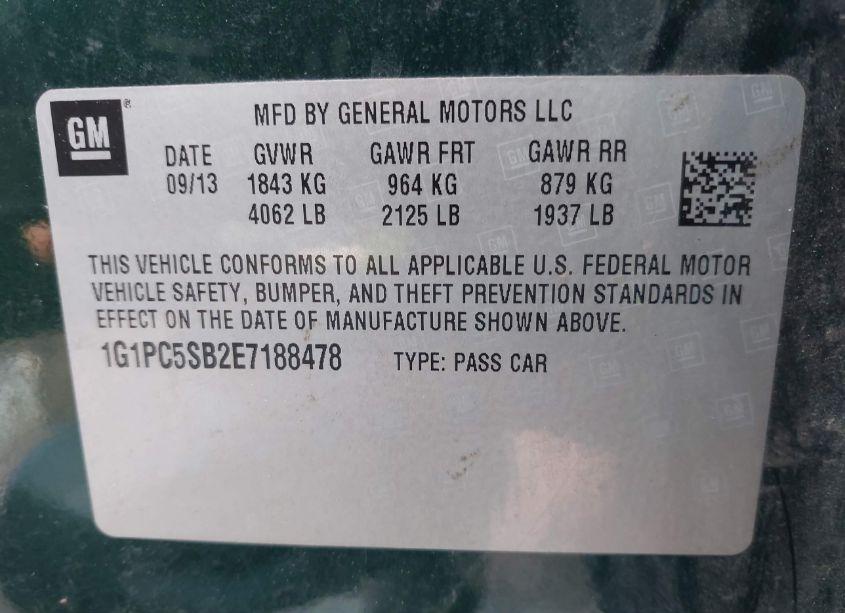 GM ®
MFD BY GENERAL MOTORS LLC
DATE GVWR GAWR FRT GAWR RR
09/13 1843 KG 964 KG 879 KG
4062 LB 2125 LB 1937 LB
THIS VEHICLE CONFORMS TO ALL APPLICABLE U.S. FEDERAL MOTOR
VEHICLE SAFETY, BUMPER, AND THEFT PREVENTION STANDARDS IN
EFFECT ON THE DATE OF MANUFACTURE SHOWN ABOVE.
1G1PC5SB2E7188478 TYPE: PASS CAR